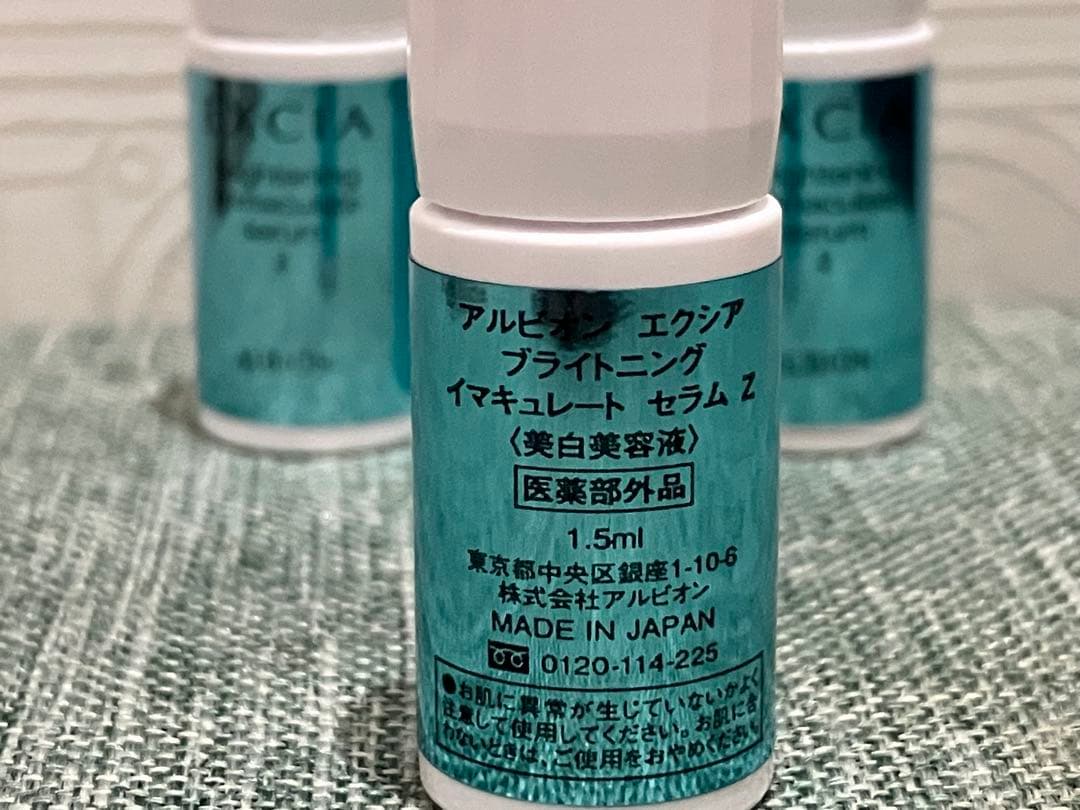 アルビオン エクシア
ブライトニング
イマキュレート セラム Z
〈美白美容液〉
医薬部外品
1.5ml
東京都中央区銀座1-10-6
株式会社アルビオン
MADE IN JAPAN
0120-114-225
●お肌に異常が生じていないかよく
注意して使用してください。お肌に合
わないときは、ご使用をおやめください
XCIA
Serum